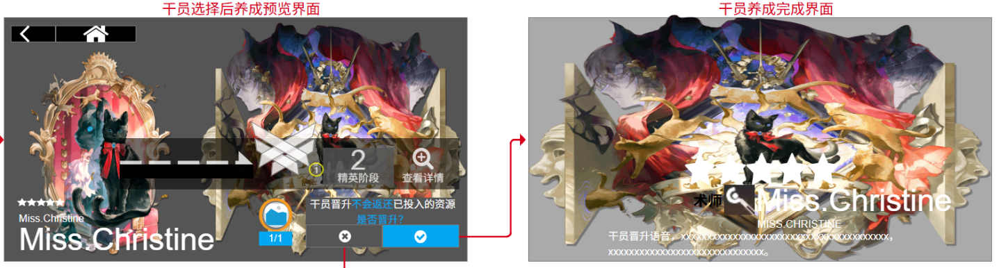 干员选择后养成预览界面
1
2
精英阶段
查看详情
Miss.Christine
Miss.Christine
干员晋升不会返还已投入的资源
是否晋升？
1/1
干员养成完成界面
术师
Miss.Christine
MISS.CHRISTINE
干员晋升语音，xxxxxxxxxxxxxxxxxxxxxxxxxxxxxxxxxxxxxxxx，
xxxxxxxxxxxxxxxxxxxxxxxxxxxxxx。